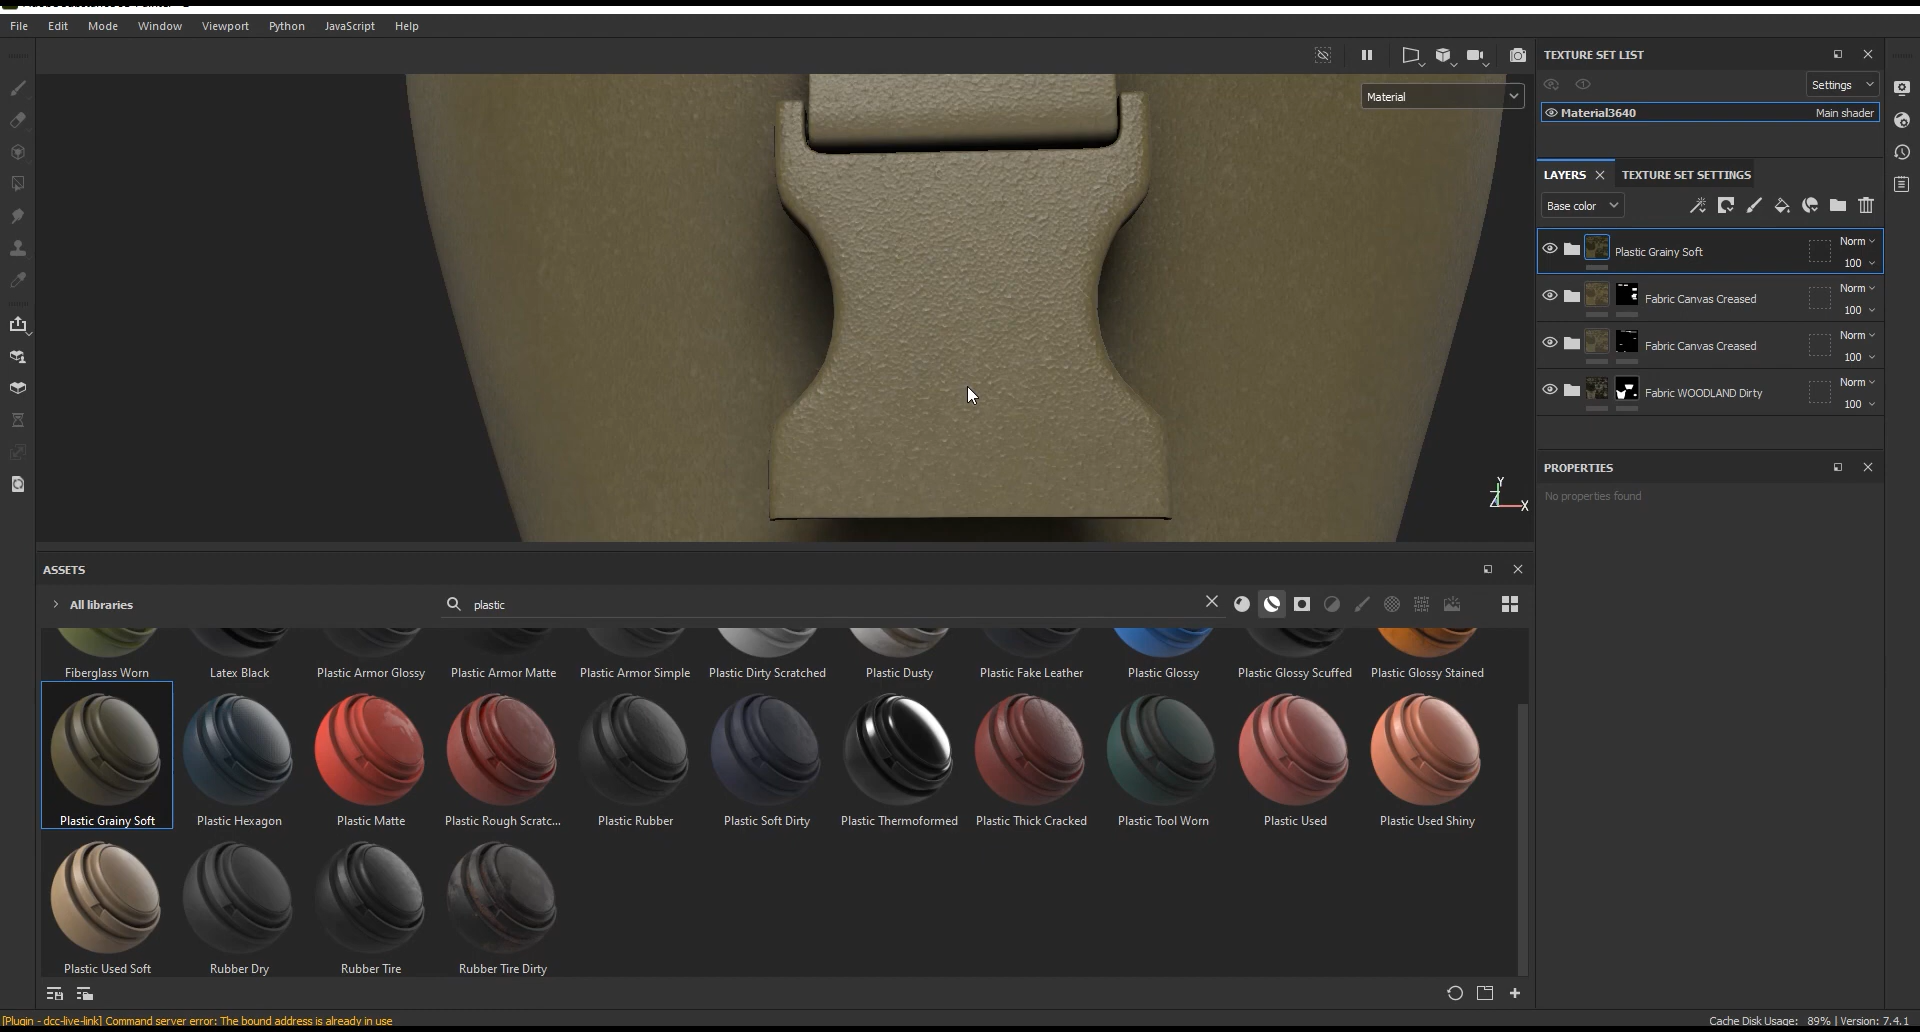 File Edit Mode Window Viewport Python JavaScript Help
Material
Y
Z
X
TEXTURE SET LIST
Settings
Material3640 Main shader
LAYERS TEXTURE SET SETTINGS
Base color
Plastic Grainy Soft Norm 100
Fabric Canvas Creased Norm 100
Fabric Canvas Creased Norm 100
Fabric WOODLAND Dirty Norm 100
PROPERTIES
No properties found
ASSETS
All libraries plastic
Fiberglass Worn Latex Black Plastic Armor Glossy Plastic Armor Matte Plastic Armor Simple Plastic Dirty Scratched Plastic Dusty Plastic Fake Leather Plastic Glossy Plastic Glossy Scuffed Plastic Glossy Stained
Plastic Grainy Soft Plastic Hexagon Plastic Matte Plastic Rough Scratc... Plastic Rubber Plastic Soft Dirty Plastic Thermoformed Plastic Thick Cracked Plastic Tool Worn Plastic Used Plastic Used Shiny
Plastic Used Soft Rubber Dry Rubber Tire Rubber Tire Dirty
[Plugin - dcc-live-link] Command server error: The bound address is already in use
Cache Disk Usage: 89% | Version: 7.4.1